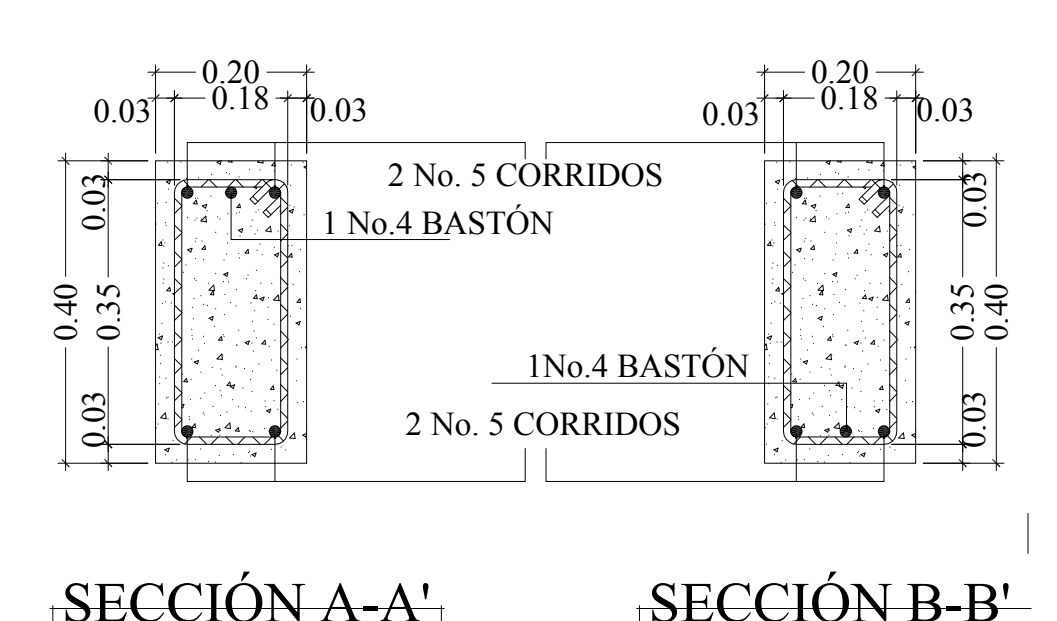 0.20
0.20
0.03 0.18 0.03
0.03 0.18 0.03
2 No. 5 CORRIDOS
1 No.4 BASTÓN
0.03
0.35
0.40
0.03
0.03
0.35
0.40
0.03
1No.4 BASTÓN
2 No. 5 CORRIDOS
SECCIÓN A-A'
SECCIÓN B-B'